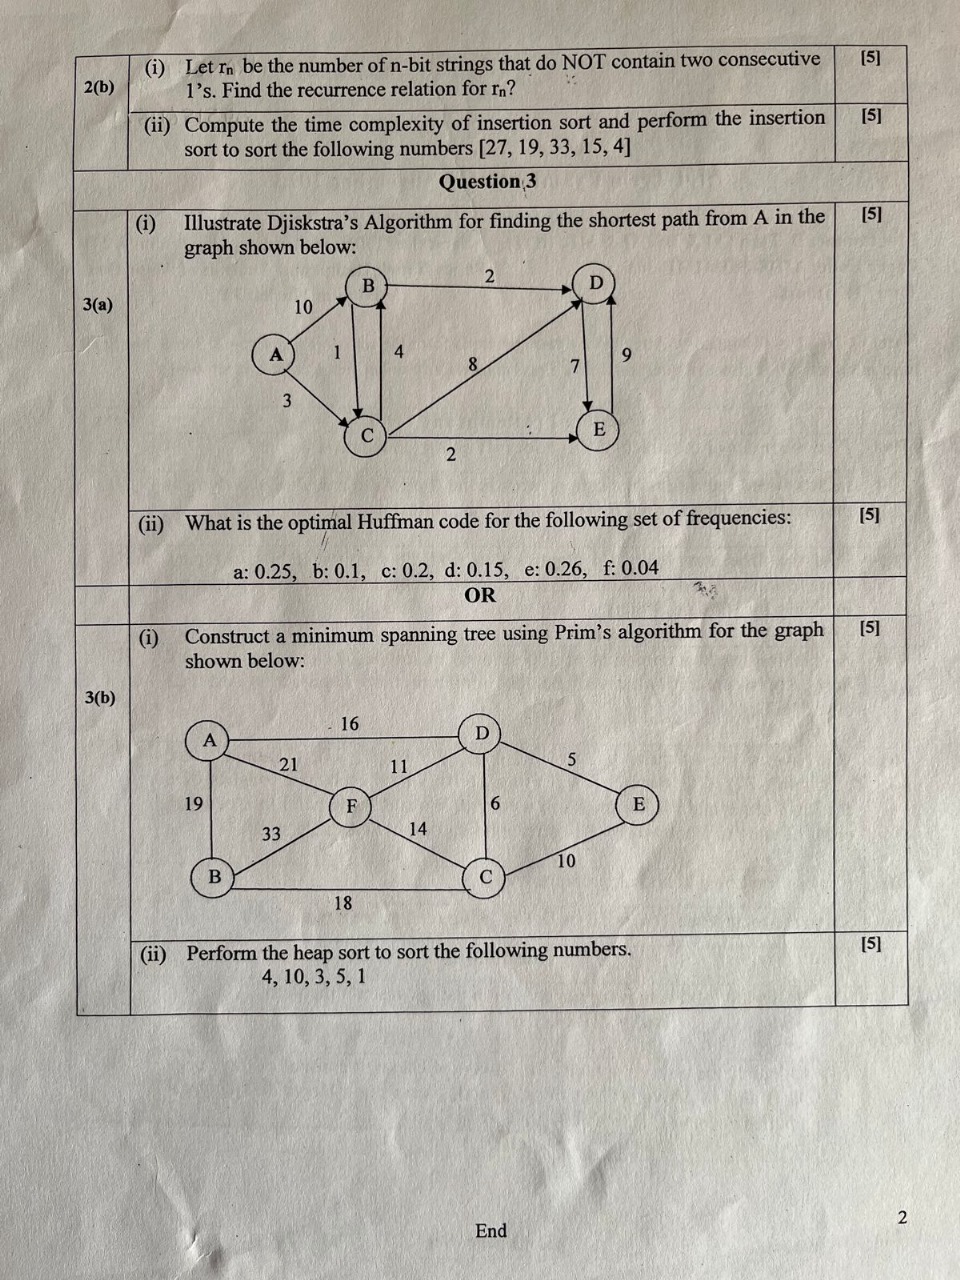 2(b)
(i) Let rn be the number of n-bit strings that do NOT contain two consecutive [5]
1's. Find the recurrence relation for rn?
(ii) Compute the time complexity of insertion sort and perform the insertion [5]
sort to sort the following numbers [27, 19, 33, 15, 4]
Question 3
3(a)
(i) Illustrate Djiskstra's Algorithm for finding the shortest path from A in the [5]
graph shown below:
B 2 D
10
A 1 4 8 7 9
3
C E
2
(ii) What is the optimal Huffman code for the following set of frequencies: [5]
a: 0.25, b: 0.1, c: 0.2, d: 0.15, e: 0.26, f: 0.04
OR
3(b)
(i) Construct a minimum spanning tree using Prim's algorithm for the graph [5]
shown below:
A 16 D
21 11 5
19 F 6 E
33 14
10
B C
18
(ii) Perform the heap sort to sort the following numbers. [5]
4, 10, 3, 5, 1
2
End